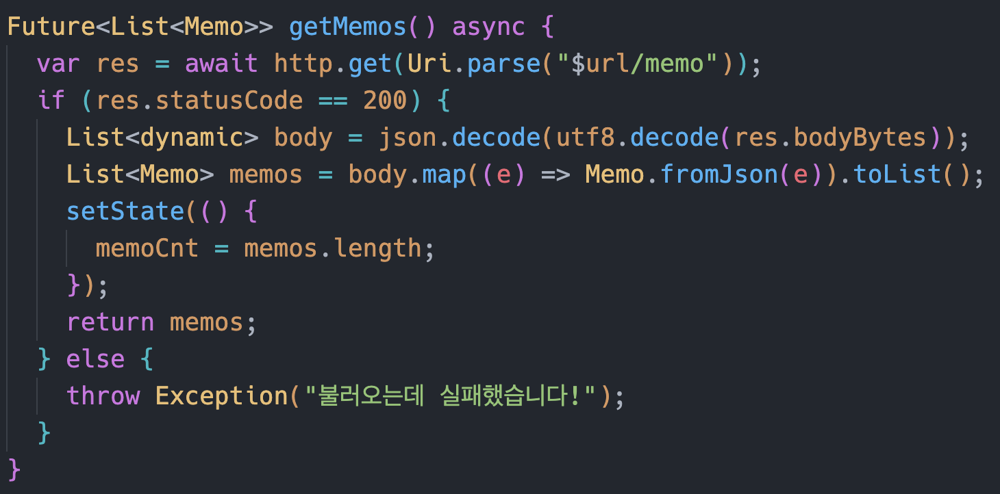 Future<List<Memo>> getMemos() async {
  var res = await http.get(Uri.parse("$url/memo"));
  if (res.statusCode == 200) {
    List<dynamic> body = json.decode(utf8.decode(res.bodyBytes));
    List<Memo> memos = body.map((e) => Memo.fromJson(e)).toList();
    setState(() {
      memoCnt = memos.length;
    });
    return memos;
  } else {
    throw Exception("불러오는데 실패했습니다!");
  }
}